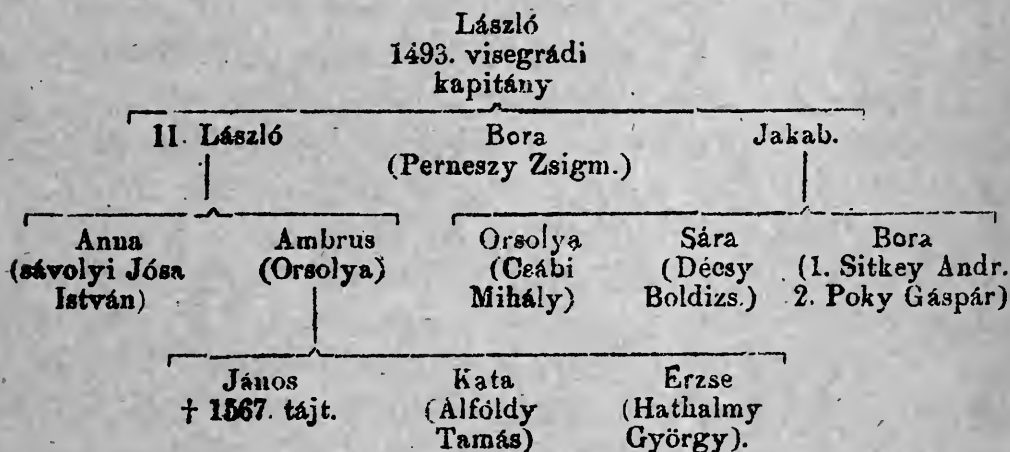 László
1493. visegrádi
kapitány
II. László Bora Jakab.
(Perneszy Zsigm.)
Anna Ambrus Orsolya Sára Bora
(sávolyi Jósa (Orsolya) (Csábi (Décsy (1. Sitkey Andr.
István) Mihály) Boldizs.) 2. Poky Gáspár)
János Kata Erzse
† 1567. tájt. (Álfóldy (Hathalmy
Tamás) György).